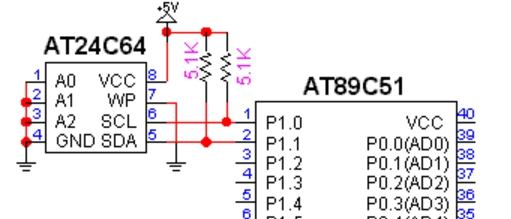 +5V
AT24C64
5.1K
5.1K
AT89C51
1 A0 VCC 8
2 A1 WP 7
3 A2 SCL 6
4 GND SDA 5
1 P1.0 VCC 40
2 P1.1 P0.0(AD0) 39
3 P1.2 P0.1(AD1) 38
4 P1.3 P0.2(AD2) 37
5 P1.4 P0.3(AD3) 36
6 35